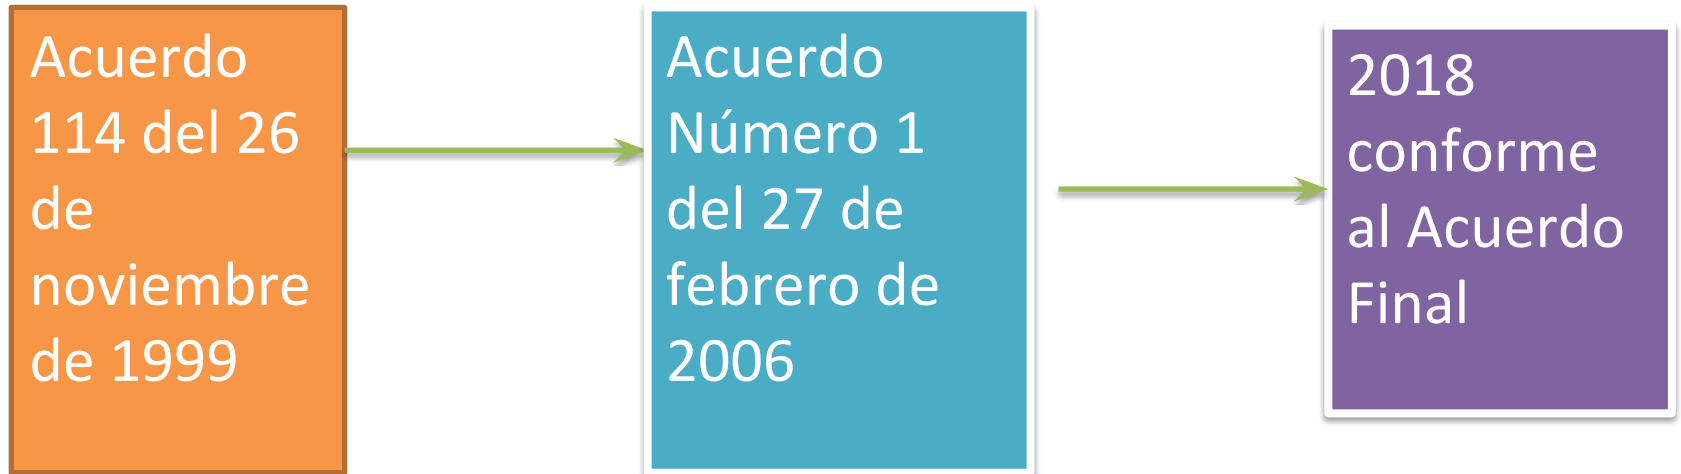 Acuerdo
114 del 26
de
noviembre
de 1999
Acuerdo
Número 1
del 27 de
febrero de
2006
2018
conforme
al Acuerdo
Final